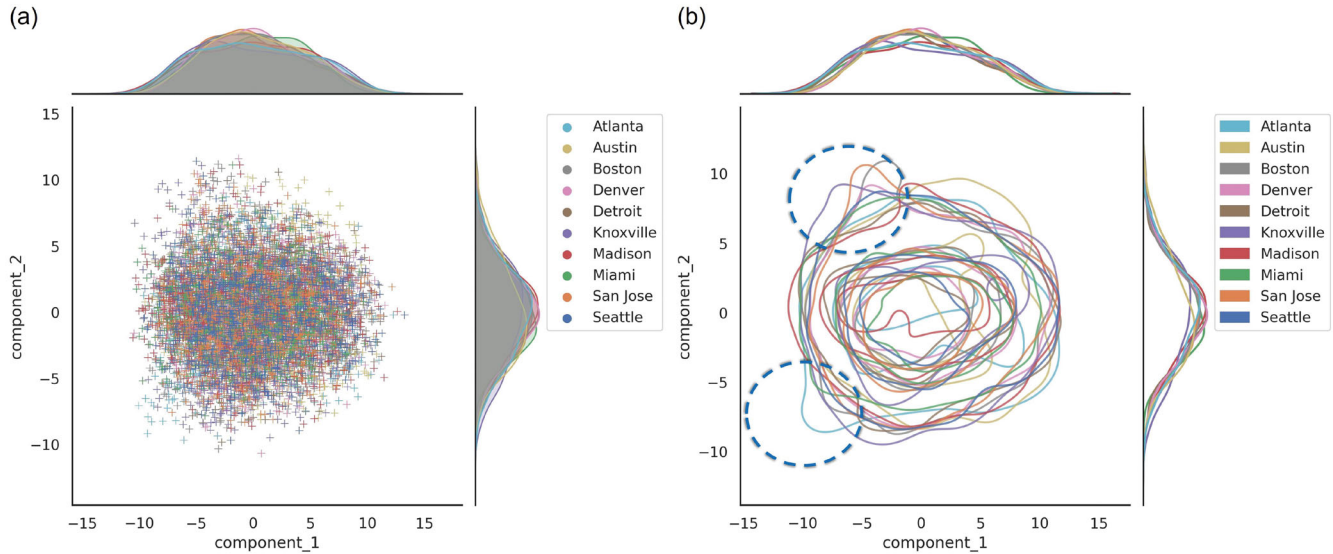 (a)
15
10
5
0
−5
−10
component_2
−15
−10
−5
0
5
10
15
component_1
Atlanta
Austin
Boston
Denver
Detroit
Knoxville
Madison
Miami
San Jose
Seattle
(b)
10
5
0
−5
−10
component_2
−15
−10
−5
0
5
10
15
component_1
Atlanta
Austin
Boston
Denver
Detroit
Knoxville
Madison
Miami
San Jose
Seattle